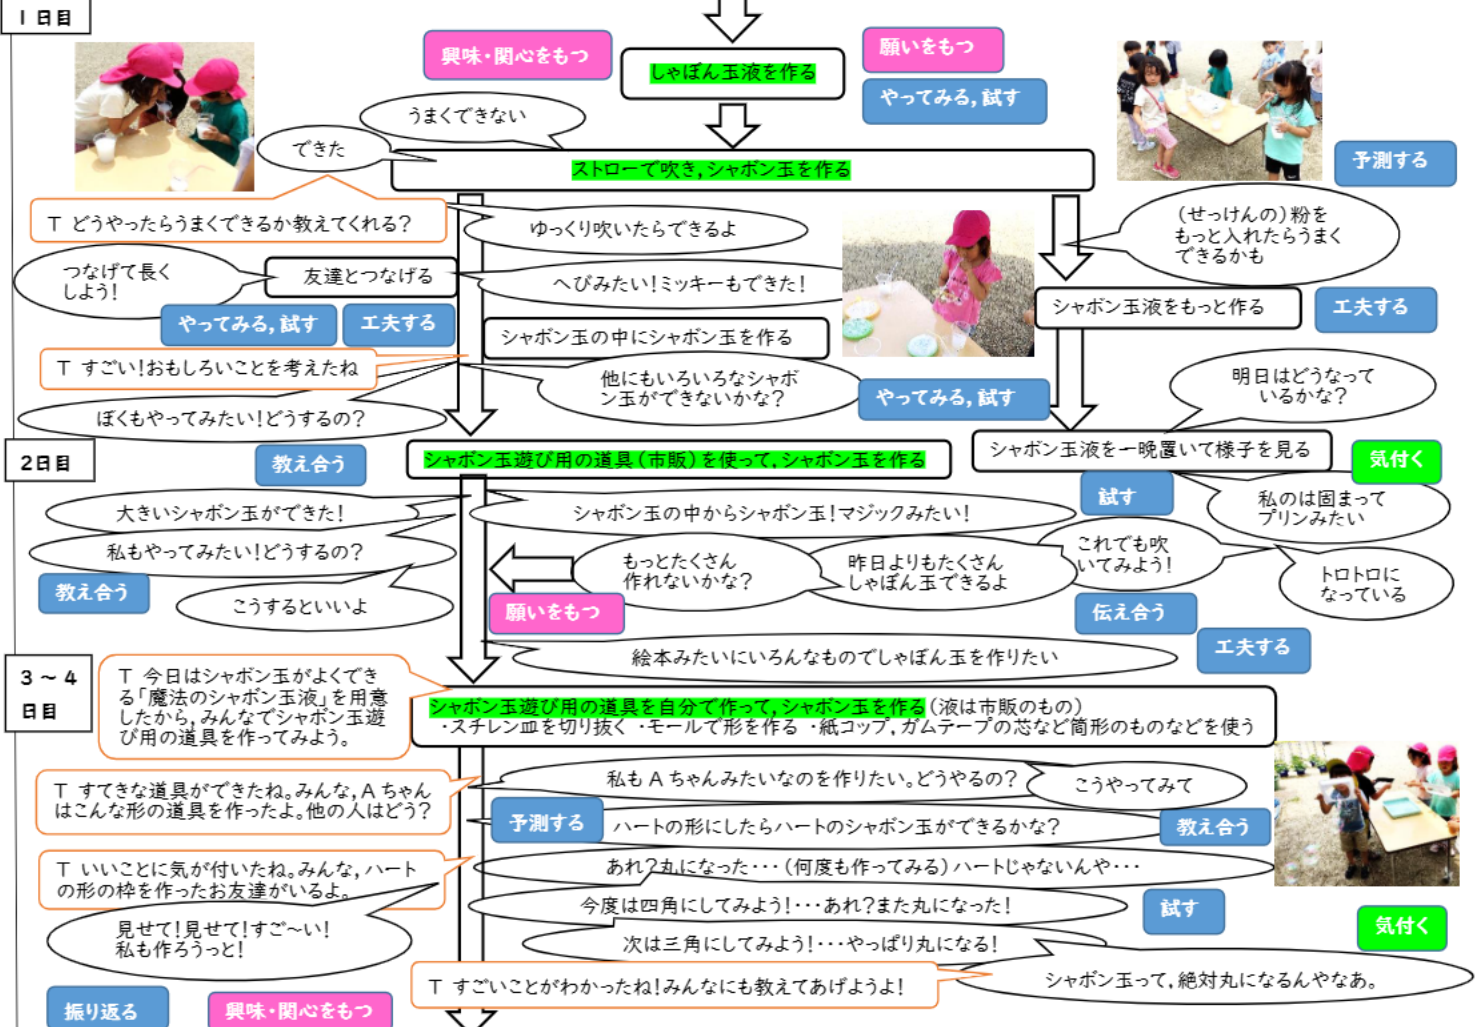 1日目
興味・関心をもつ
しゃぼん玉液を作る
願いをもつ
やってみる，試す
うまくできない
できた
ストローで吹き，シャボン玉を作る
予測する
T どうやったらうまくできるか教えてくれる？
ゆっくり吹いたらできるよ
（せっけんの）粉を
もっと入れたらうまく
できるかも
つなげて長く
しよう！
友達とつなげる
へびみたい！ミッキーもできた！
シャボン玉液をもっと作る
工夫する
やってみる，試す
工夫する
シャボン玉の中にシャボン玉を作る
T すごい！おもしろいことを考えたね
他にもいろいろなシャボ
ン玉ができないかな？
やってみる，試す
明日はどうなって
いるかな？
ぼくもやってみたい！どうするの？
2日目
教え合う
シャボン玉遊び用の道具（市販）を使って，シャボン玉を作る
シャボン玉液を一晩置いて様子を見る
気付く
試す
私のは固まって
プリンみたい
大きいシャボン玉ができた！
シャボン玉の中からシャボン玉！マジックみたい！
私もやってみたい！どうするの？
もっとたくさん
作れないかな？
昨日よりもたくさん
しゃぼん玉できるよ
これでも吹
いてみよう！
トロトロに
なっている
教え合う
こうするといいよ
願いをもつ
伝え合う
工夫する
絵本みたいにいろんなものでしゃぼん玉を作りたい
3～4
日目
T 今日はシャボン玉がよくでき
る「魔法のシャボン玉液」を用意
したから，みんなでシャボン玉遊
び用の道具を作ってみよう。
シャボン玉遊び用の道具を自分で作って，シャボン玉を作る（液は市販のもの）
・スチレン皿を切り抜く ・モールで形を作る ・紙コップ，ガムテープの芯など筒形のものなどを使う
T すてきな道具ができたね。みんな，Aちゃん
はこんな形の道具を作ったよ。他の人はどう？
私もAちゃんみたいなのを作りたい。どうやるの？
こうやってみて
予測する
ハートの形にしたらハートのシャボン玉ができるかな？
教え合う
T いいことに気が付いたね。みんな，ハート
の形の枠を作ったお友達がいるよ。
あれ？丸になった・・・（何度も作ってみる）ハートじゃないんや・・・
今度は四角にしてみよう！・・・あれ？また丸になった！
試す
気付く
見せて！見せて！すご～い！
私も作ろうっと！
次は三角にしてみよう！・・・やっぱり丸になる！
T すごいことがわかったね！みんなにも教えてあげようよ！
シャボン玉って，絶対丸になるんやなあ。
振り返る
興味・関心をもつ